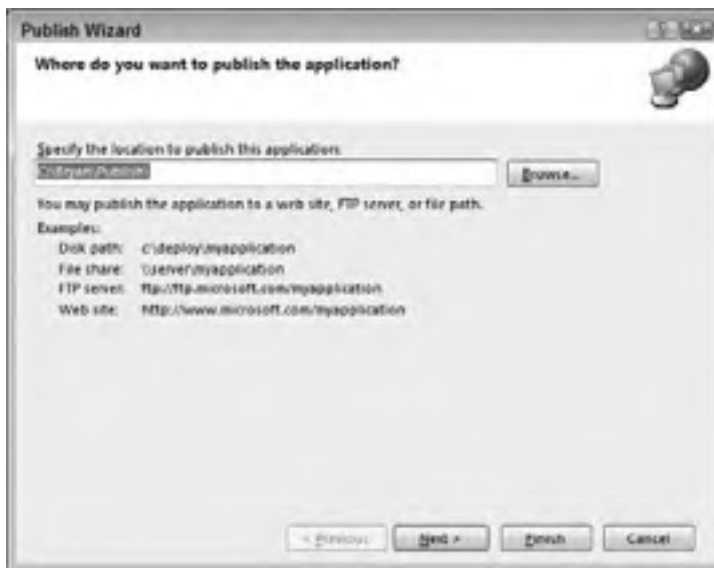 Publish Wizard
Where do you want to publish the application?
Specify the location to publish this application:
C:\Bryan\Publish\
Browse...
You may publish the application to a web site, FTP server, or file path.
Examples:
Disk path: c:\deploy\myapplication
File share: \\server\myapplication
FTP server: ftp://ftp.microsoft.com/myapplication
Web site: http://www.microsoft.com/myapplication
< Previous Next > Finish Cancel